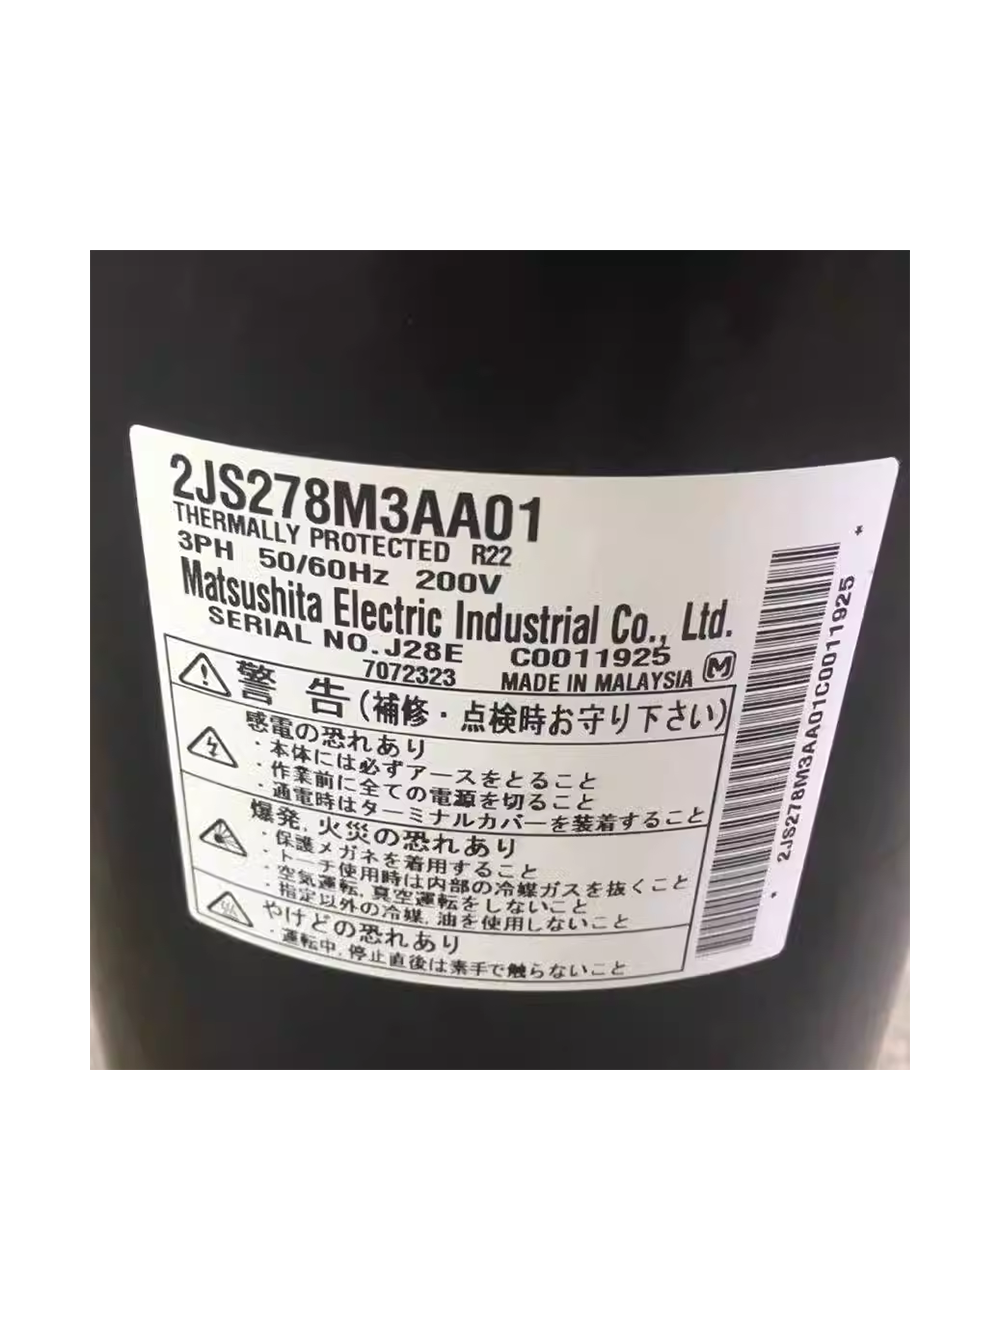 2JS278M3AA01
THERMALLY PROTECTED R22
3PH 50/60Hz 200V
Matsushita Electric Industrial Co., Ltd.
SERIAL NO. J28E C0011925
7072323 MADE IN MALAYSIA M
警告(補修・点検時お守り下さい)
感電の恐れあり
・本体には必ずアースをとること
・作業前に全ての電源を切ること
・通電時はターミナルカバーを装着すること
爆発, 火災の恐れあり
・保護メガネを着用すること
・トーチ使用時は内部の冷媒ガスを抜くこと
・空気運転, 真空運転をしないこと
・指定以外の冷媒, 油を使用しないこと
やけどの恐れあり
・運転中, 停止直後は素手で触らないこと
* 2JS278M3AA01C0011925 *